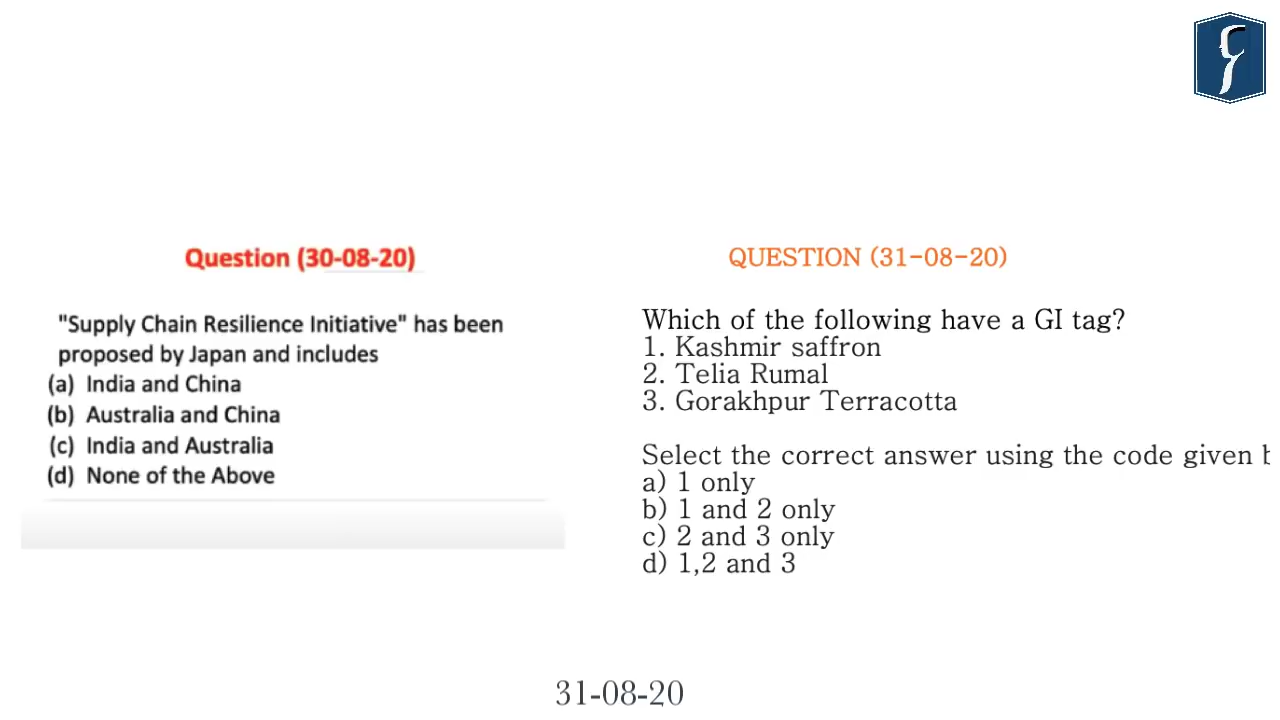 Question (30-08-20)
"Supply Chain Resilience Initiative" has been
proposed by Japan and includes
(a) India and China
(b) Australia and China
(c) India and Australia
(d) None of the Above
QUESTION (31-08-20)
Which of the following have a GI tag?
1. Kashmir saffron
2. Telia Rumal
3. Gorakhpur Terracotta
Select the correct answer using the code given
a) 1 only
b) 1 and 2 only
c) 2 and 3 only
d) 1,2 and 3
31-08-20